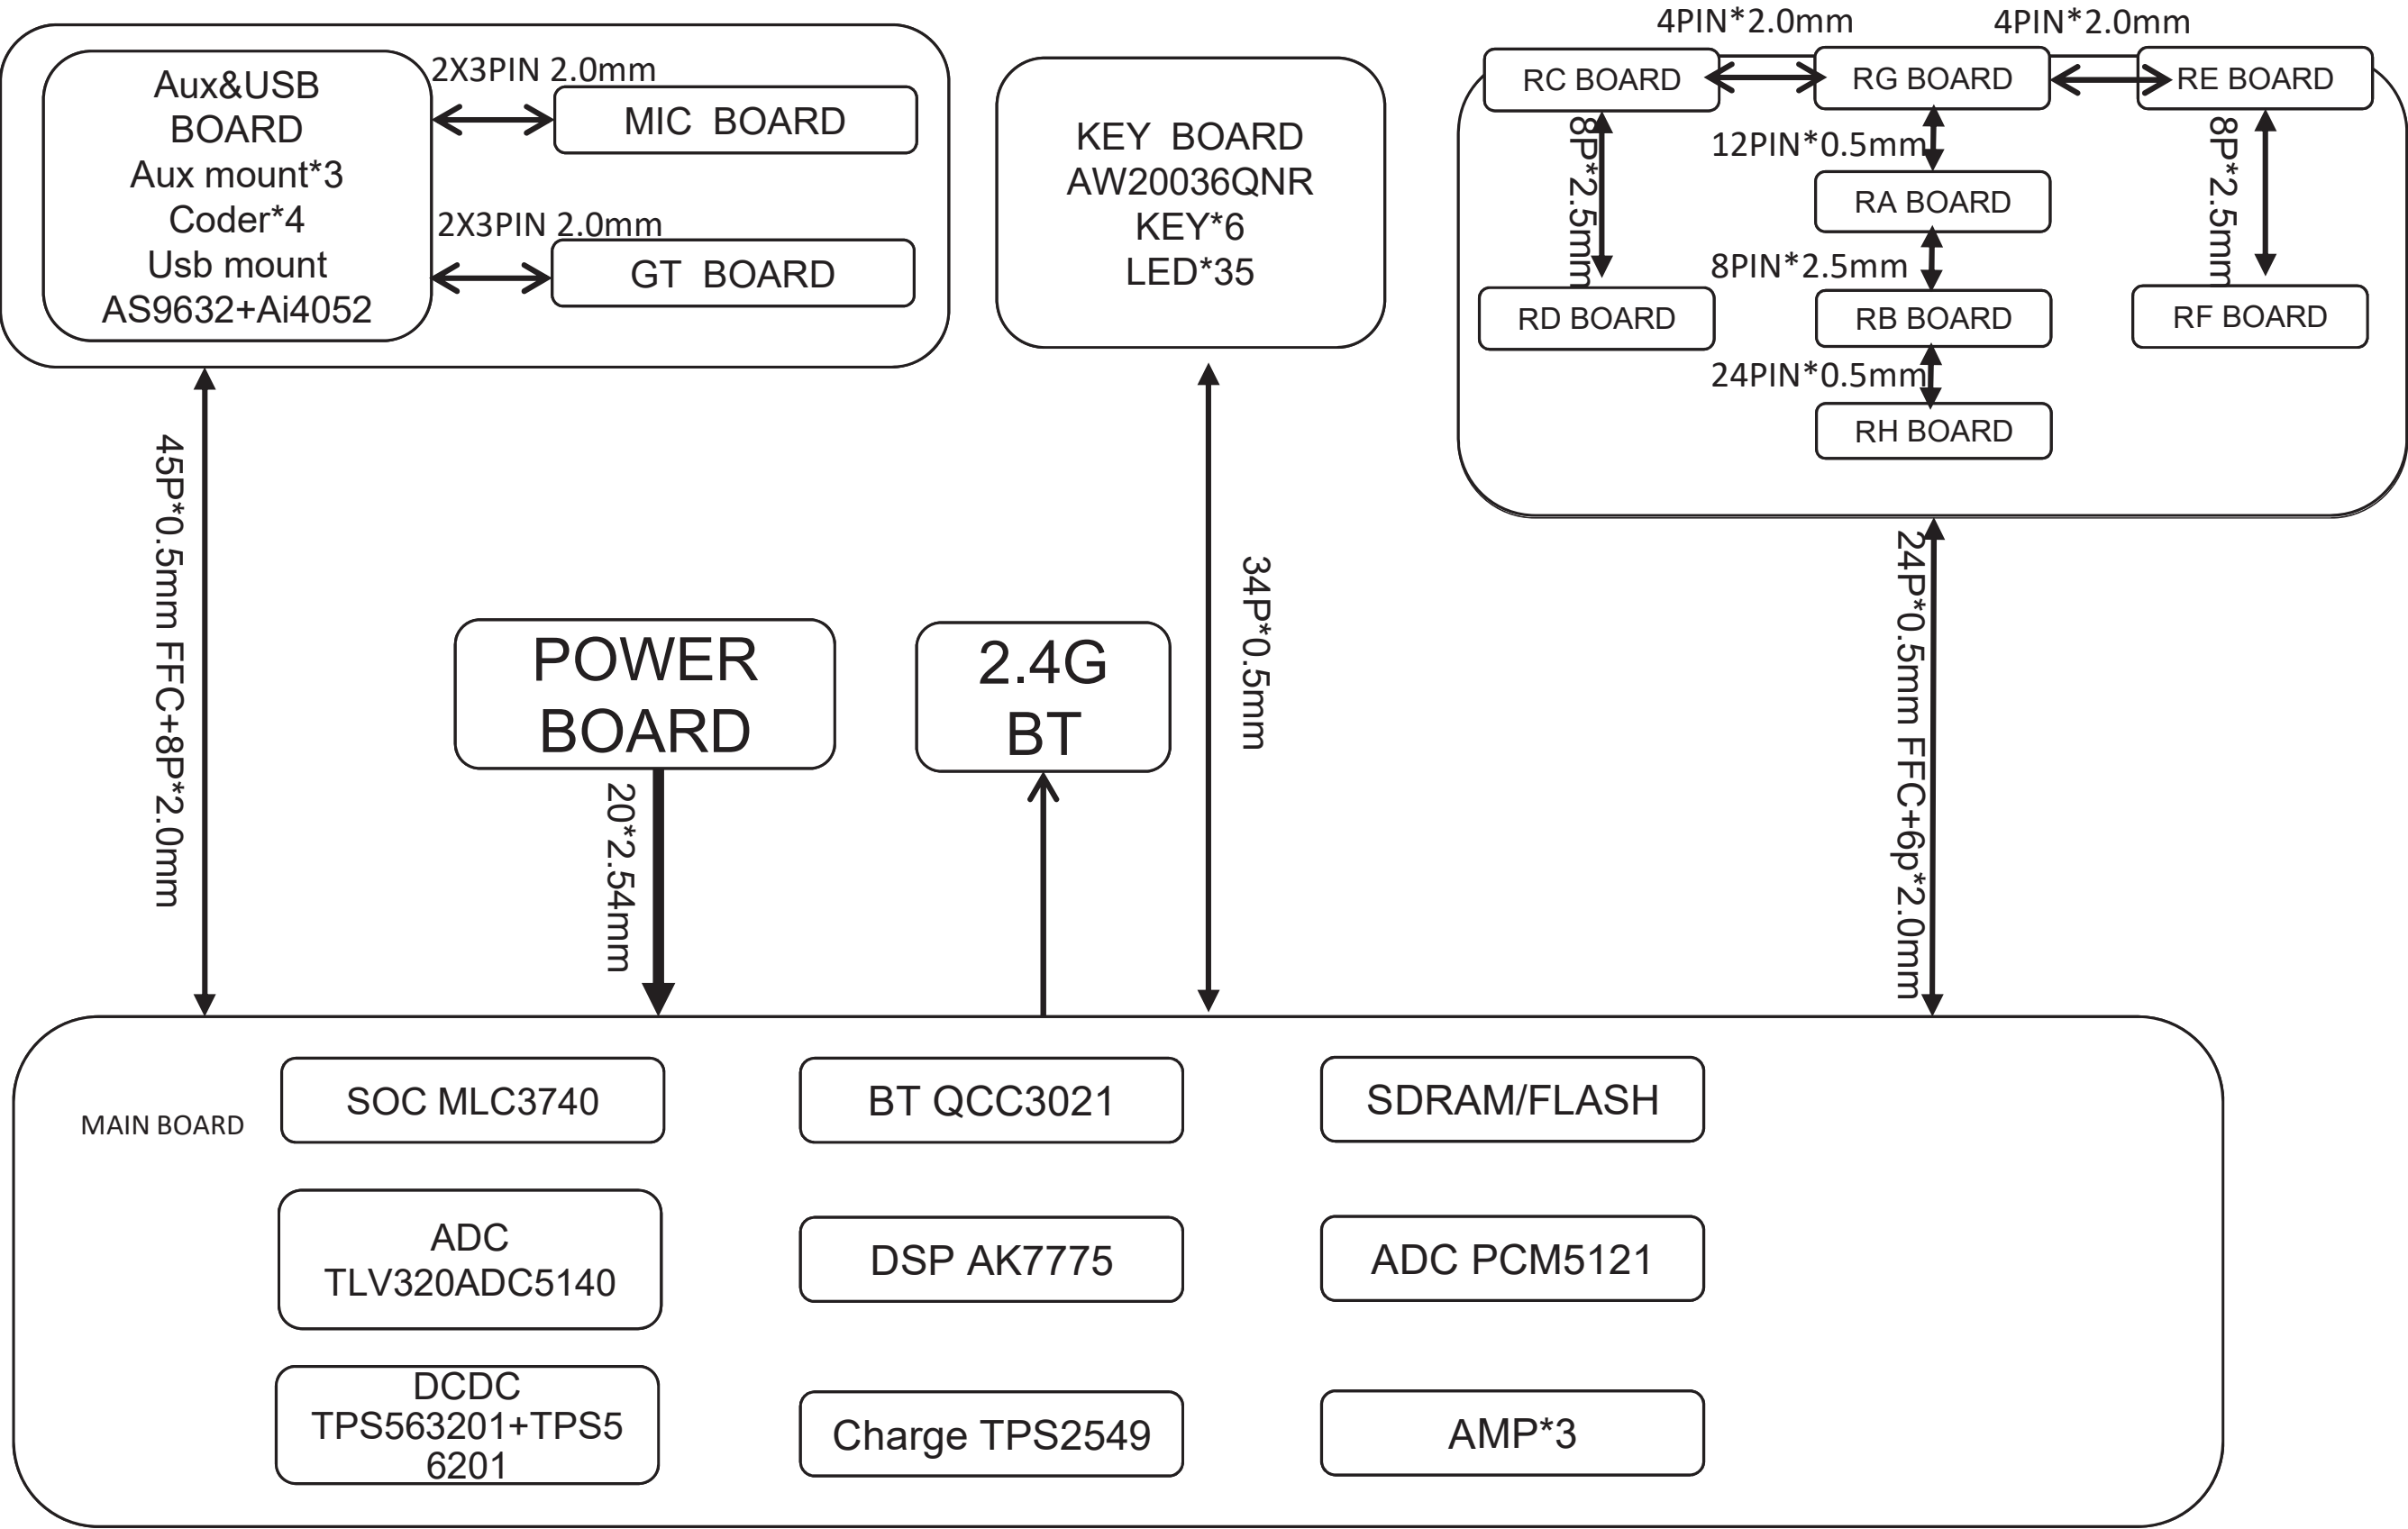 Aux&USB
BOARD
Aux mount*3
Coder*4
Usb mount
AS9632+Ai4052
2X3PIN 2.0mm
MIC  BOARD
2X3PIN 2.0mm
GT  BOARD
KEY  BOARD
AW20036QNR
KEY*6
LED*35
4PIN*2.0mm
4PIN*2.0mm
RC BOARD
RG BOARD
RE BOARD
8P*2.5mm
12PIN*0.5mm
8P*2.5mm
RA BOARD
8PIN*2.5mm
RD BOARD
RB BOARD
RF BOARD
24PIN*0.5mm
RH BOARD
45P*0.5mm FFC+8P*2.0mm
POWER
BOARD
20*2.54mm
2.4G
BT
34P*0.5mm
24P*0.5mm FFC+6p*2.0mm
MAIN BOARD
SOC MLC3740
BT QCC3021
SDRAM/FLASH
ADC
TLV320ADC5140
DSP AK7775
ADC PCM5121
DCDC
TPS563201+TPS5
6201
Charge TPS2549
AMP*3